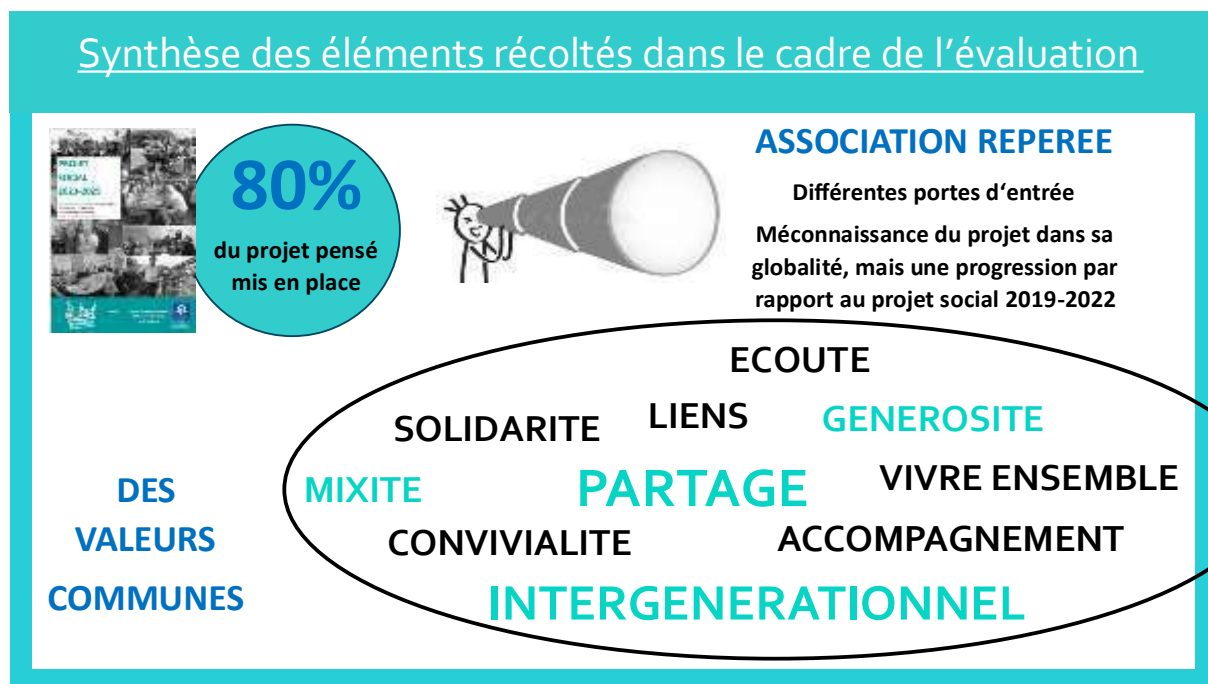 Synthèse des éléments récoltés dans le cadre de l'évaluation
PROJET
SOCIAL
80%
du projet pensé
mis en place
ASSOCIATION REPEREE
Différentes portes d'entrée
Méconnaissance du projet dans sa
globalité, mais une progression par
rapport au projet social 2019-2022
ECOUTE
SOLIDARITE
LIENS
GENEROSITE
DES
VALEURS
COMMUNES
MIXITE
PARTAGE
VIVRE ENSEMBLE
CONVIVIALITE
ACCOMPAGNEMENT
INTERGENERATIONNEL